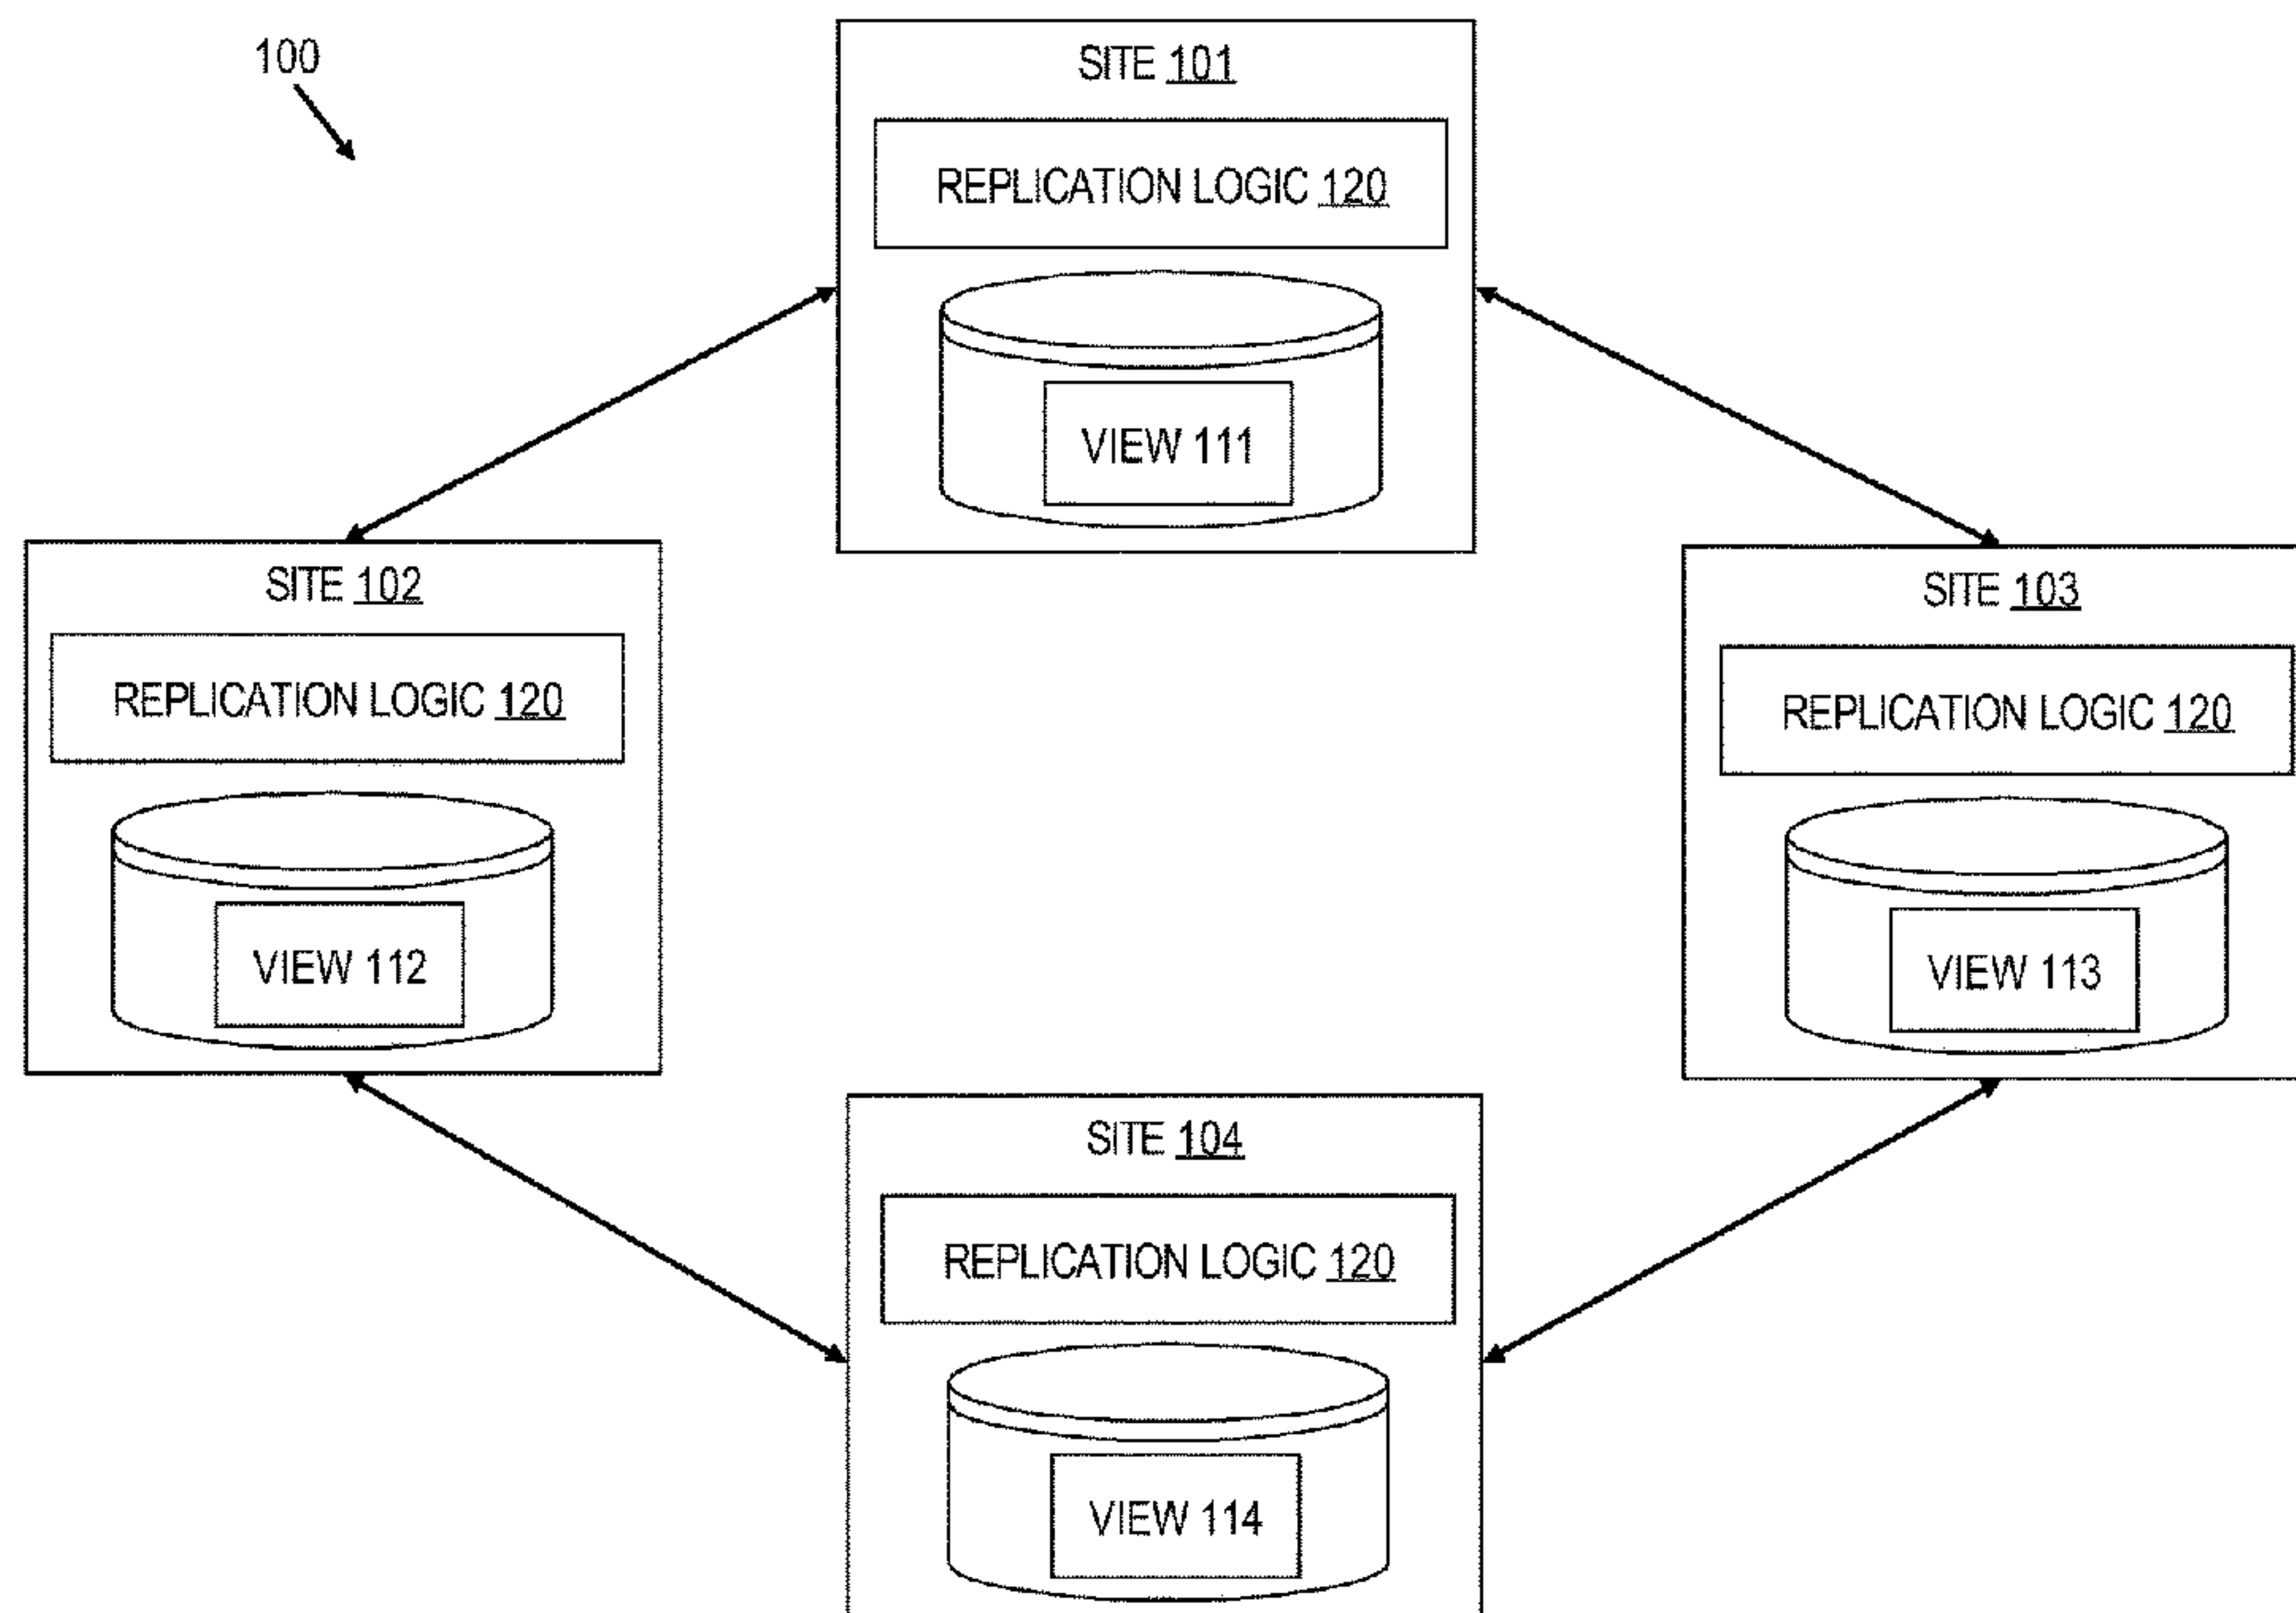 100
SITE 101
REPLICATION LOGIC 120
VIEW 111
SITE 102
REPLICATION LOGIC 120
VIEW 112
SITE 103
REPLICATION LOGIC 120
VIEW 113
SITE 104
REPLICATION LOGIC 120
VIEW 114